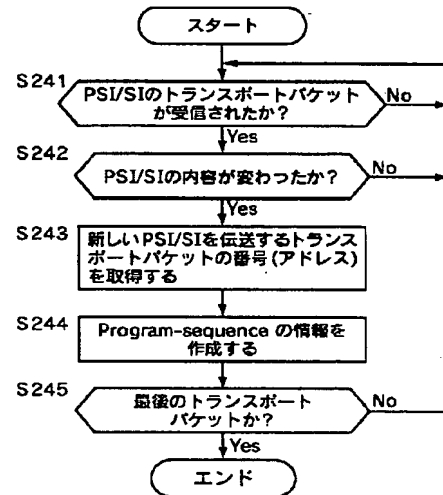 スタート
S241
PSI/SIのトランスポートパケット
が受信されたか?
No
Yes
S242
PSI/SIの内容が変わったか?
No
Yes
S243
新しいPSI/SIを伝送するトランス
ポートパケットの番号(アドレス)
を取得する
S244
Program-sequence の情報を
作成する
S245
最後のトランスポート
パケットか?
No
Yes
エンド